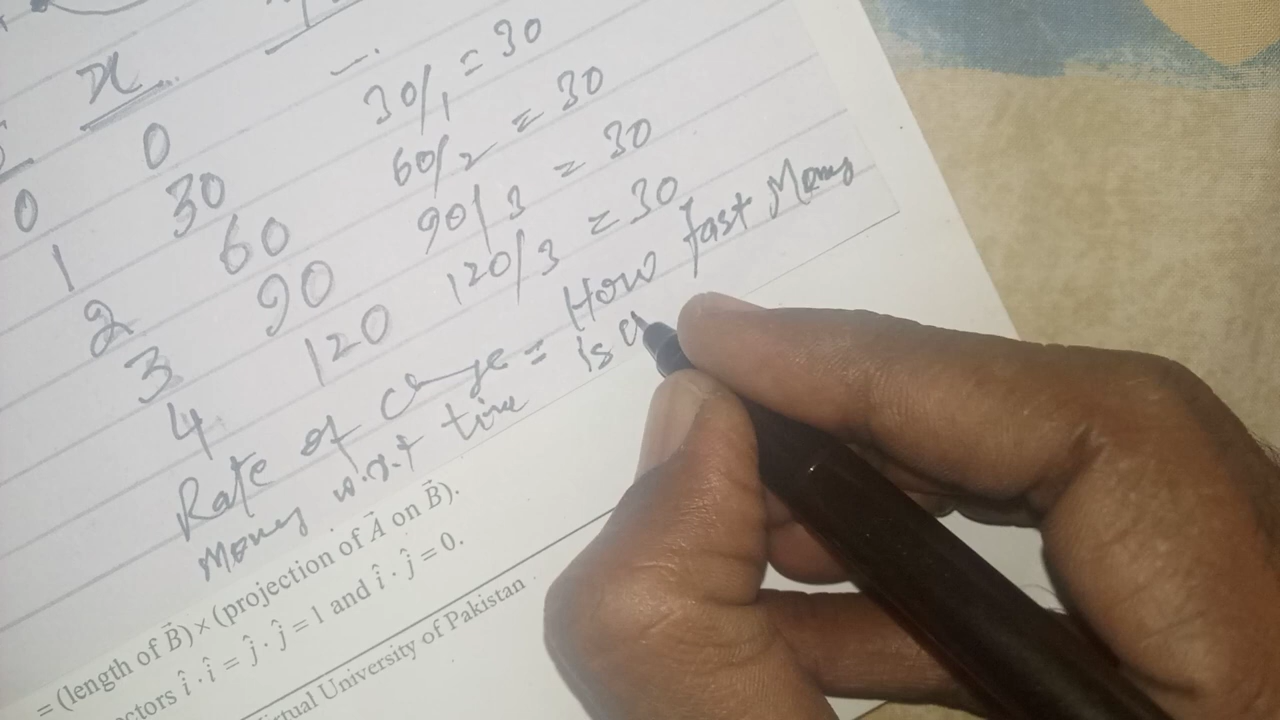 x
0 0 30/1 = 30
1 30 60/2 = 30
2 60 90/3 = 30
3 90 120/3 = 30
4 120
Rate of change = How fast Money
Money w.r.t time is
= (length of B⃗) × (projection of A⃗ on B⃗).
ctors î · î = ĵ · ĵ = 1 and î · ĵ = 0.
irtual University of Pakistan